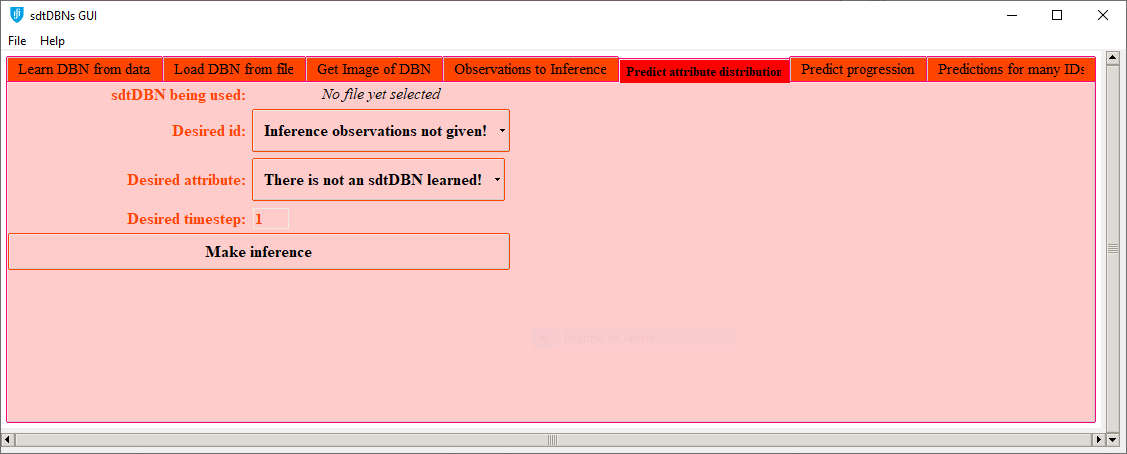 sdtDBNs GUI
File Help
Learn DBN from data Load DBN from file Get Image of DBN Observations to Inference Predict attribute distribution Predict progression Predictions for many IDs
sdtDBN being used: No file yet selected
Desired id: Inference observations not given!
Desired attribute: There is not an sdtDBN learned!
Desired timestep: 1
Make inference